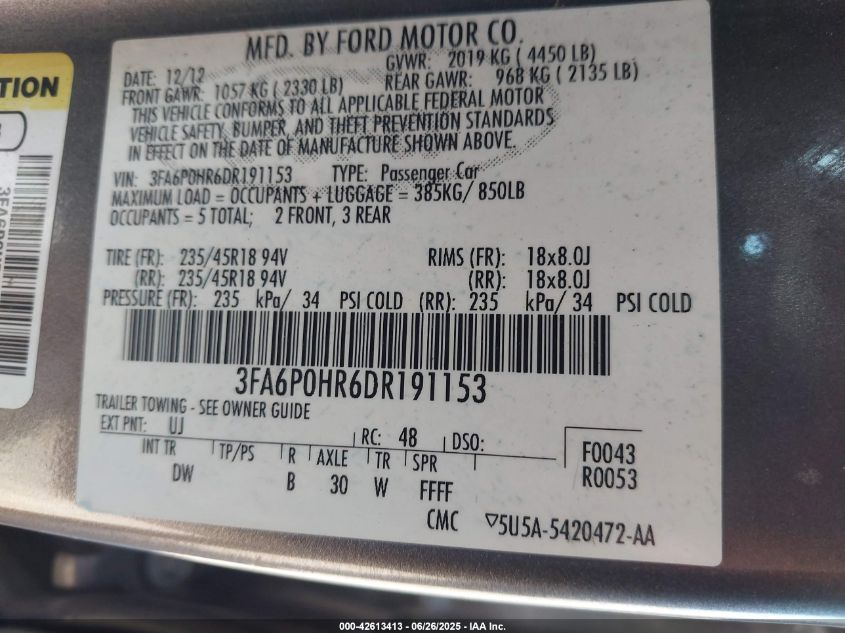 MFD. BY FORD MOTOR CO.
DATE: 12/12 GVWR: 2019 KG ( 4450 LB)
FRONT GAWR: 1057 KG ( 2330 LB) REAR GAWR: 968 KG ( 2135 LB)
THIS VEHICLE CONFORMS TO ALL APPLICABLE FEDERAL MOTOR
VEHICLE SAFETY, BUMPER, AND THEFT PREVENTION STANDARDS
IN EFFECT ON THE DATE OF MANUFACTURE SHOWN ABOVE.
VIN: 3FA6P0HR6DR191153 TYPE: Passenger Car
MAXIMUM LOAD = OCCUPANTS + LUGGAGE = 385KG/ 850LB
OCCUPANTS = 5 TOTAL; 2 FRONT, 3 REAR
TIRE (FR): 235/45R18 94V RIMS (FR): 18x8.0J
(RR): 235/45R18 94V (RR): 18x8.0J
PRESSURE (FR): 235 kPa/ 34 PSI COLD (RR): 235 kPa/ 34 PSI COLD
3FA6P0HR6DR191153
TRAILER TOWING - SEE OWNER GUIDE
EXT PNT: UJ RC: 48 DSO: F0043
INT TR TP/PS R AXLE TR SPR R0053
DW B 30 W FFFF
CMC ▽5U5A-5420472-AA
000-42613413 - 06/26/2025 - IAA Inc.